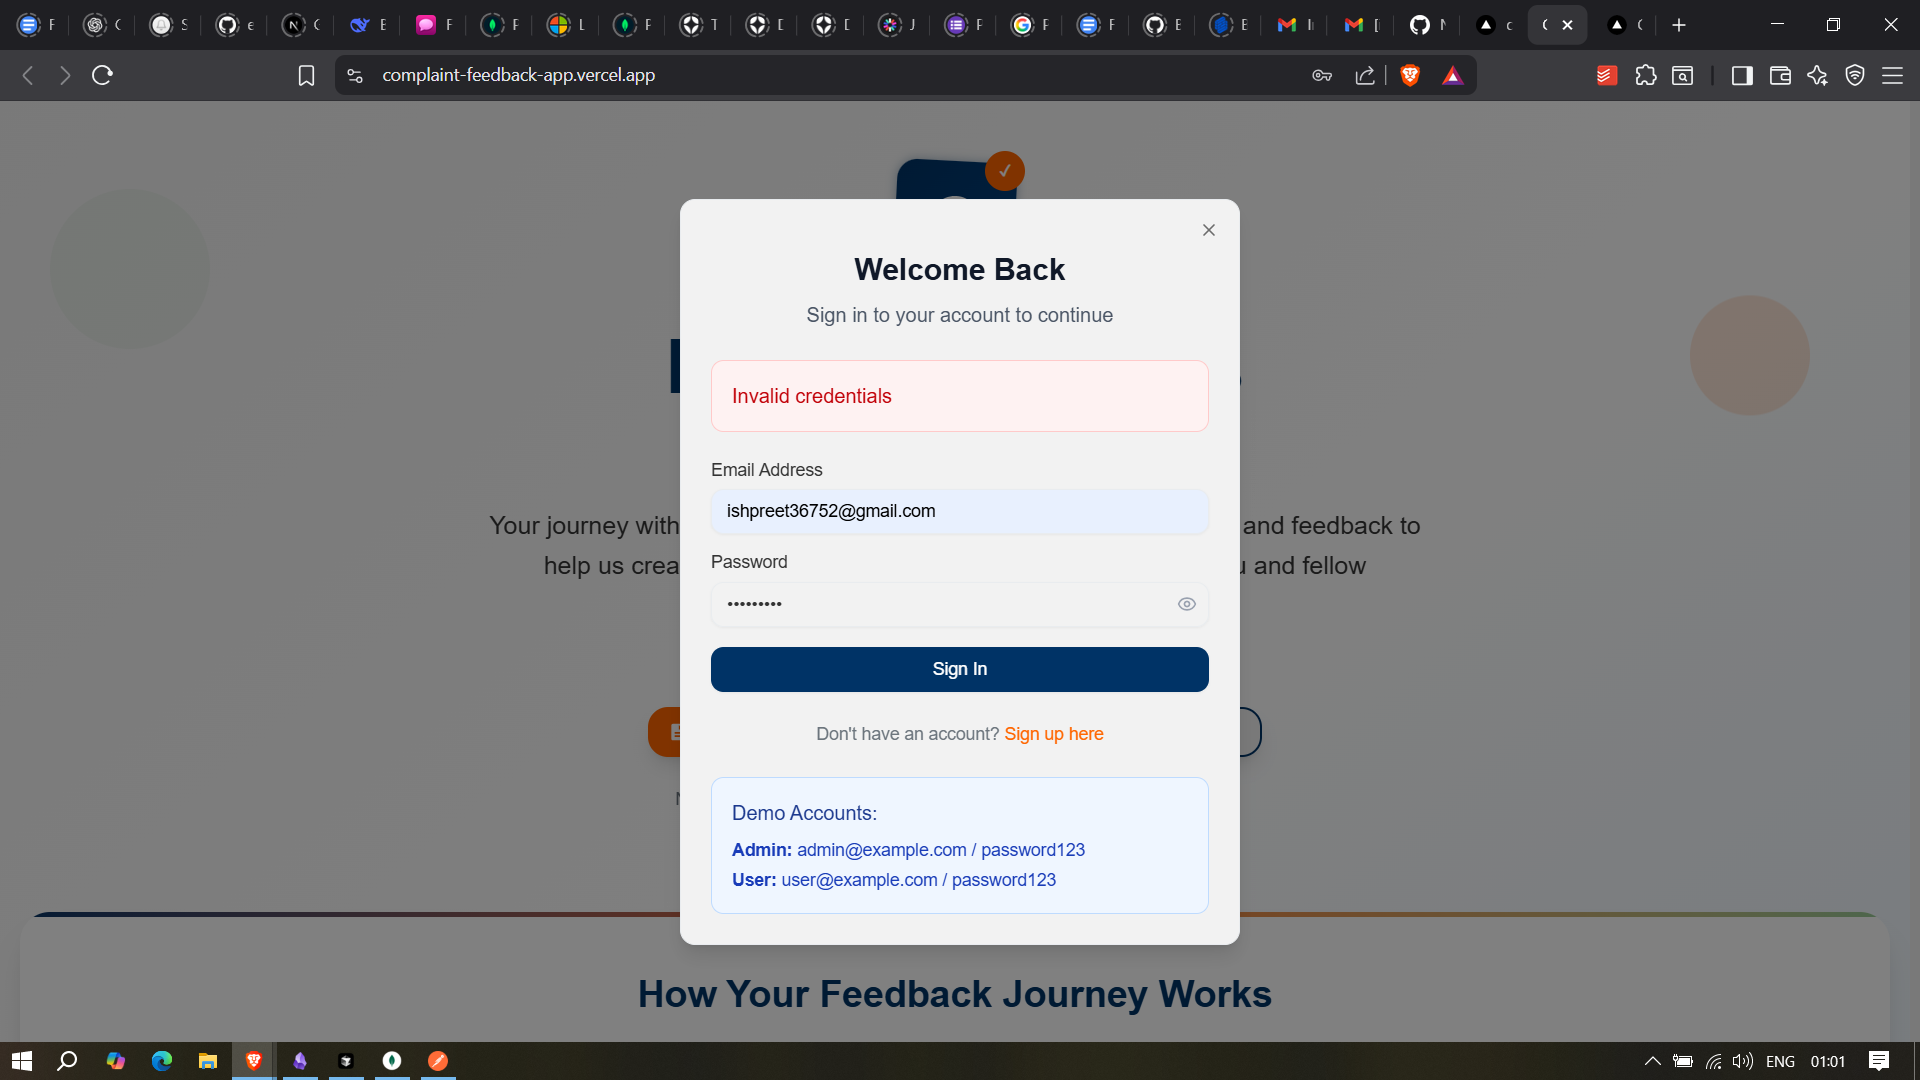 complaint-feedback-app.vercel.app
Welcome Back
Sign in to your account to continue
Invalid credentials
Email Address
ishpreet36752@gmail.com
Your journey with
and feedback to
help us crea
u and fellow
Password
•••••••••
Sign In
Don't have an account? Sign up here
Demo Accounts:
Admin: admin@example.com / password123
User: user@example.com / password123
How Your Feedback Journey Works
ENG
01:01